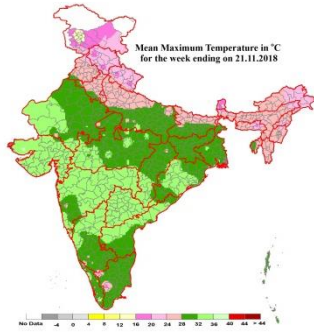 Mean Maximum Temperature in °C
for the week ending on 21.11.2018
No Data -4 0 4 8 12 16 20 24 28 32 36 40 44 > 44